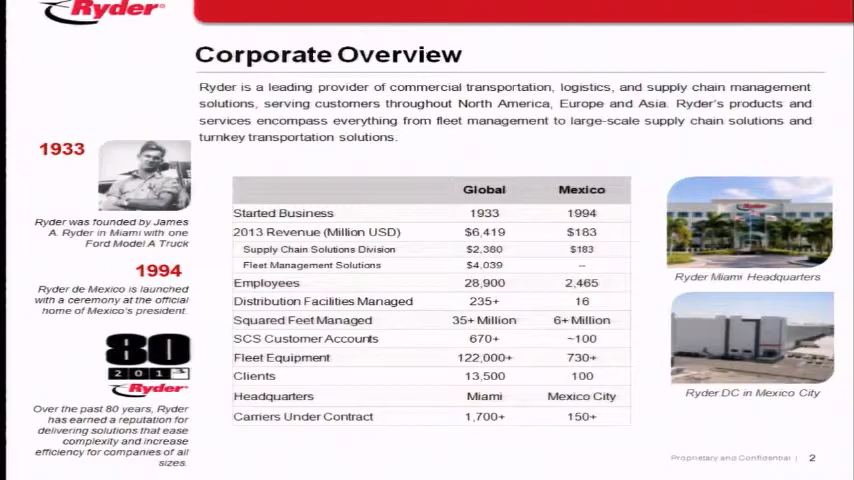 Ryder
Corporate Overview
Ryder is a leading provider of commercial transportation, logistics, and supply chain management
solutions, serving customers throughout North America, Europe and Asia. Ryder's products and
services encompass everything from fleet management to large-scale supply chain solutions and
turnkey transportation solutions.
1933
Ryder was founded by James
A. Ryder in Miami with one
Ford Model A Truck
1994
Ryder de Mexico is launched
with a ceremony at the official
home of Mexico's president.
80
2013
Ryder
Over the past 80 years, Ryder
has earned a reputation for
delivering solutions that ease
complexity and increase
efficiency for companies of all
sizes.
Global Mexico
Started Business 1933 1994
2013 Revenue (Million USD) $6,419 $183
Supply Chain Solutions Division $2,380 $183
Fleet Management Solutions $4,039 --
Employees 28,900 2,465
Distribution Facilities Managed 235+ 16
Squared Feet Managed 35+ Million 6+ Million
SCS Customer Accounts 670+ ~100
Fleet Equipment 122,000+ 730+
Clients 13,500 100
Headquarters Miami Mexico City
Carriers Under Contract 1,700+ 150+
Ryder
Ryder Miami Headquarters
Ryder DC in Mexico City
Proprietary and Confidential | 2